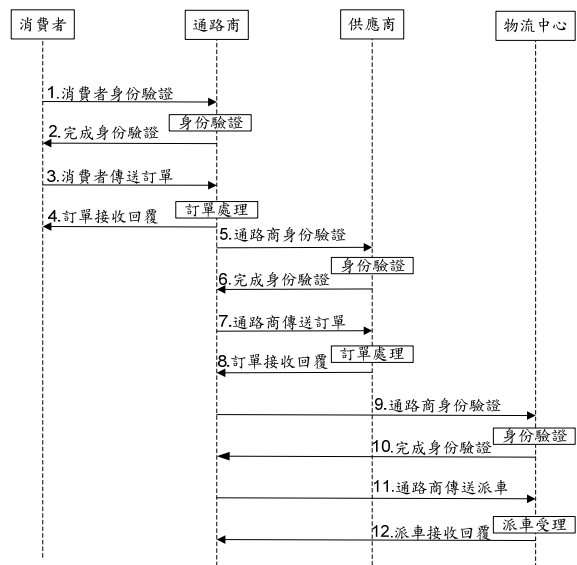 消費者
通路商
供應商
物流中心
1.消費者身份驗證
身份驗證
2.完成身份驗證
3.消費者傳送訂單
訂單處理
4.訂單接收回覆
5.通路商身份驗證
身份驗證
6.完成身份驗證
7.通路商傳送訂單
訂單處理
8.訂單接收回覆
9.通路商身份驗證
身份驗證
10.完成身份驗證
11.通路商傳送派車
派車受理
12.派車接收回覆